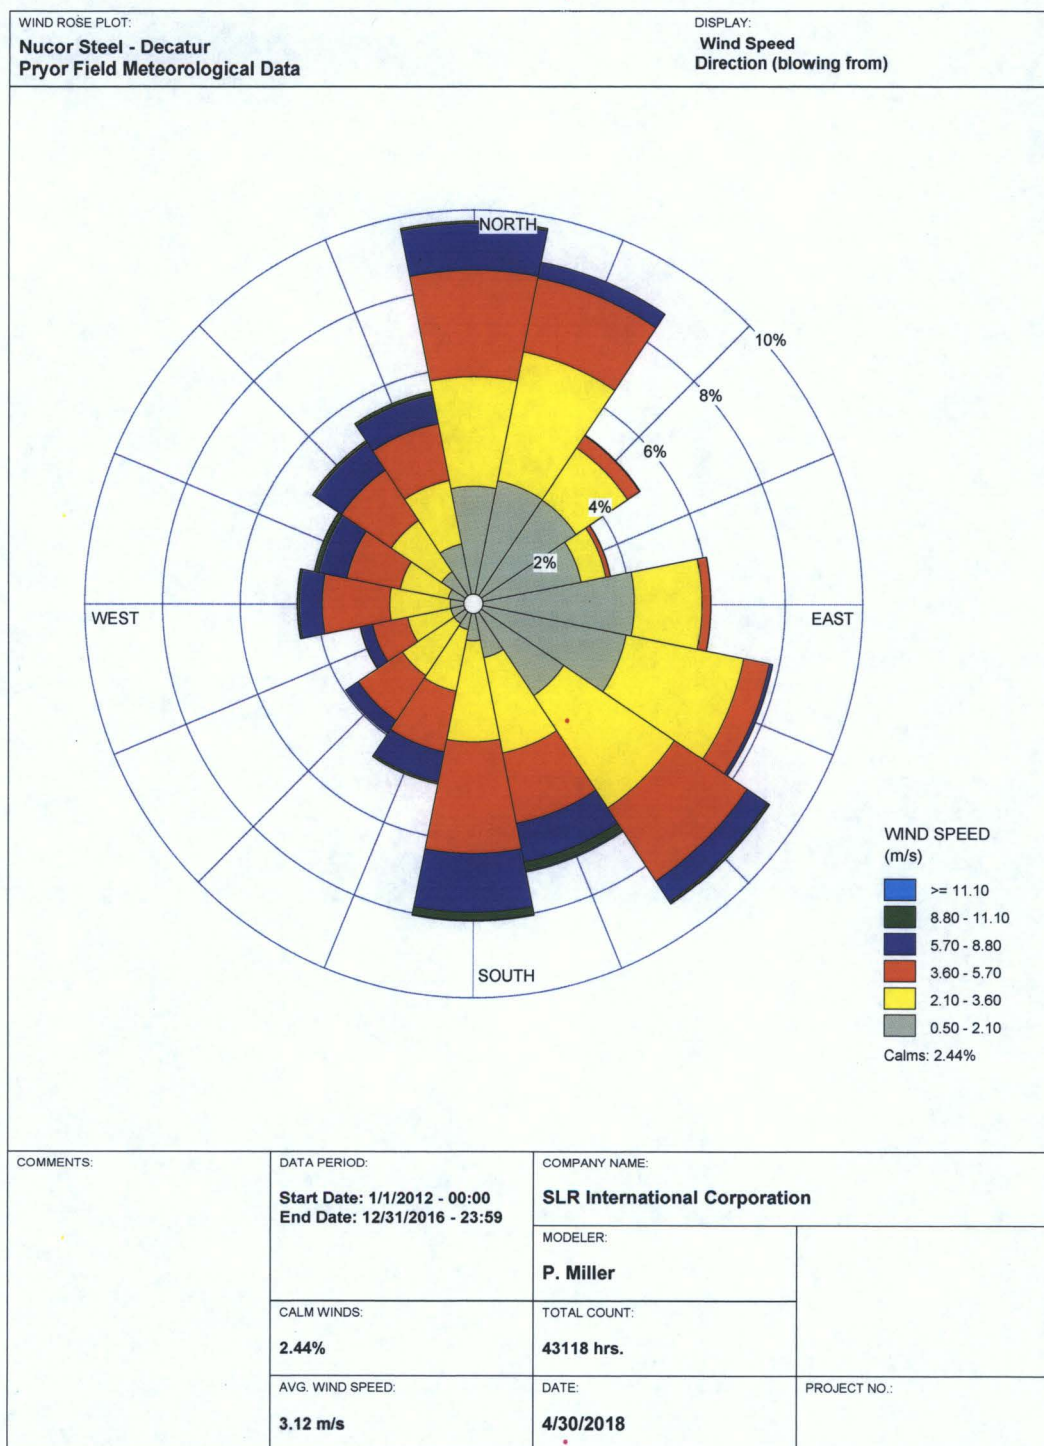 WIND ROSE PLOT:
Nucor Steel - Decatur
Pryor Field Meteorological Data
DISPLAY:
Wind Speed
Direction (blowing from)
NORTH
10%
8%
6%
4%
2%
WEST
EAST
SOUTH
WIND SPEED
(m/s)
>= 11.10
8.80 - 11.10
5.70 - 8.80
3.60 - 5.70
2.10 - 3.60
0.50 - 2.10
Calms: 2.44%
COMMENTS:
DATA PERIOD:
Start Date: 1/1/2012 - 00:00
End Date: 12/31/2016 - 23:59
COMPANY NAME:
SLR International Corporation
MODELER:
P. Miller
CALM WINDS:
2.44%
TOTAL COUNT:
43118 hrs.
AVG. WIND SPEED:
3.12 m/s
DATE:
4/30/2018
PROJECT NO.: